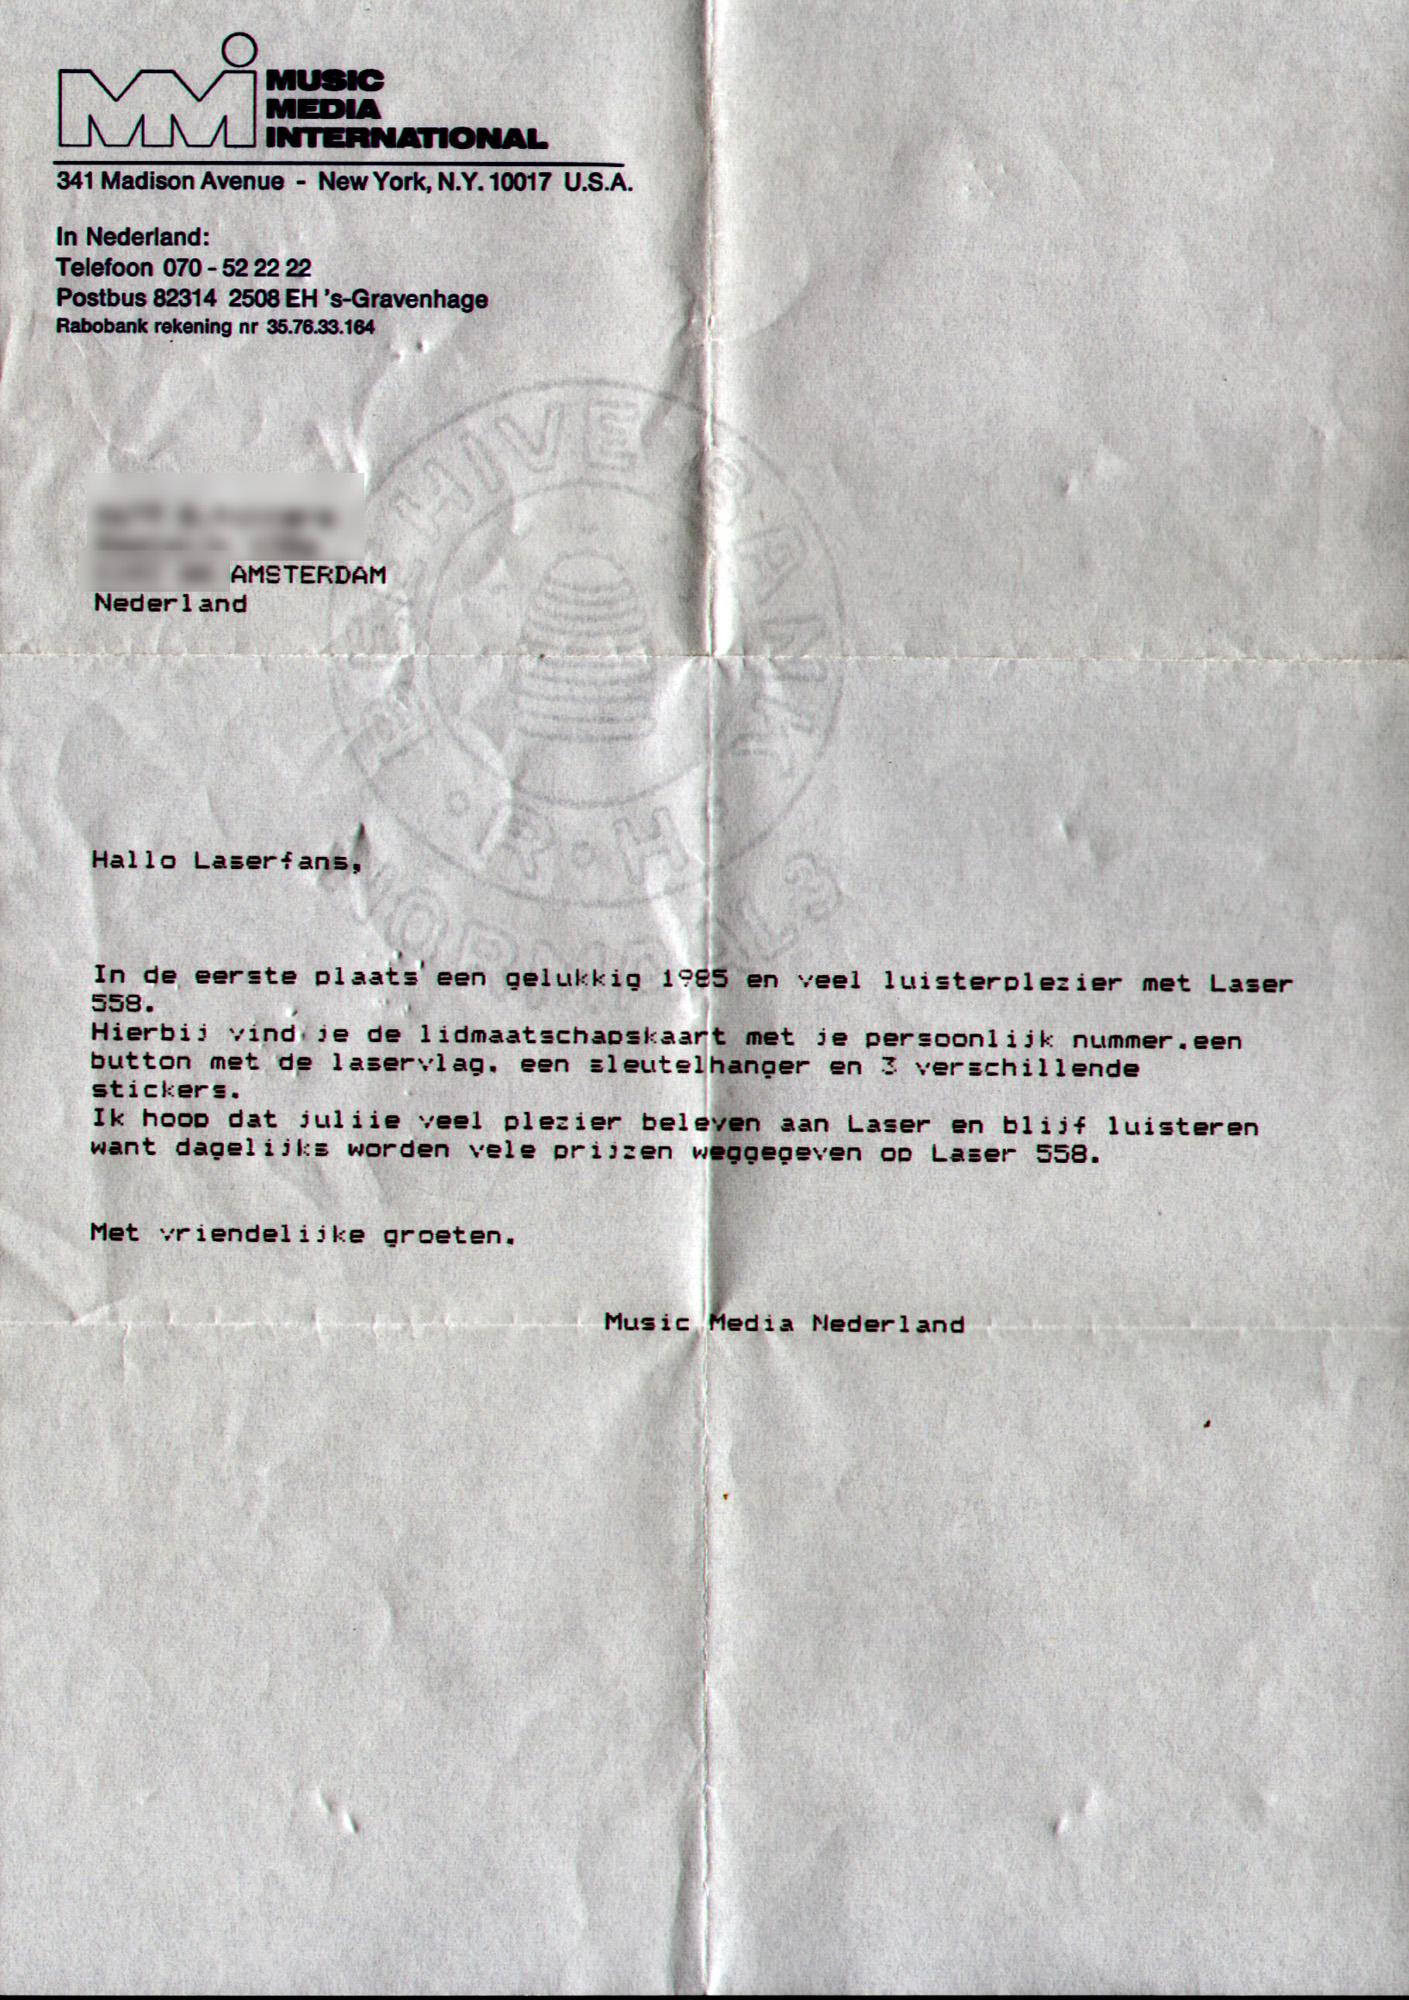 MMi MUSIC
MEDIA
INTERNATIONAL
341 Madison Avenue - New York, N.Y. 10017 U.S.A.
In Nederland:
Telefoon 070 - 52 22 22
Postbus 82314 2508 EH 's-Gravenhage
Rabobank rekening nr 35.76.33.164
AMSTERDAM
Nederland
BEEHIVE BANK
R·H·
Hallo Laserfans,
In de eerste plaats een gelukkig 1985 en veel luisterplezier met Laser
558.
Hierbij vind je de lidmaatschapskaart met je persoonlijk nummer.een
button met de laservlag. een sleutelhanger en 3 verschillende
stickers.
Ik hoop dat juliie veel plezier beleven aan Laser en blijf luisteren
want dagelijks worden vele prijzen weggegeven op Laser 558.
Met vriendelijke groeten.
Music Media Nederland